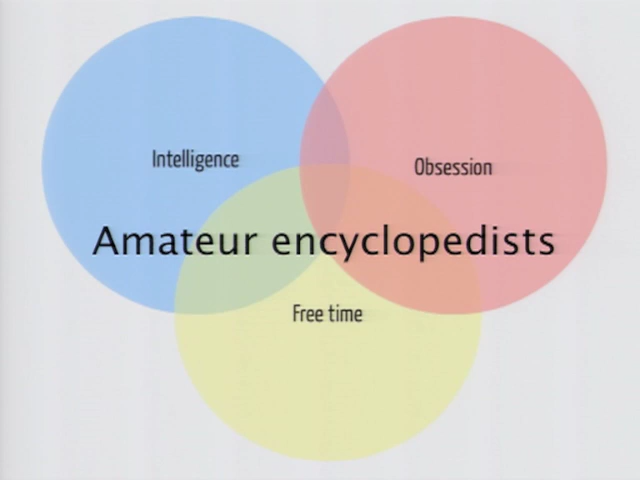 Intelligence
Obsession
Amateur encyclopedists
Free time